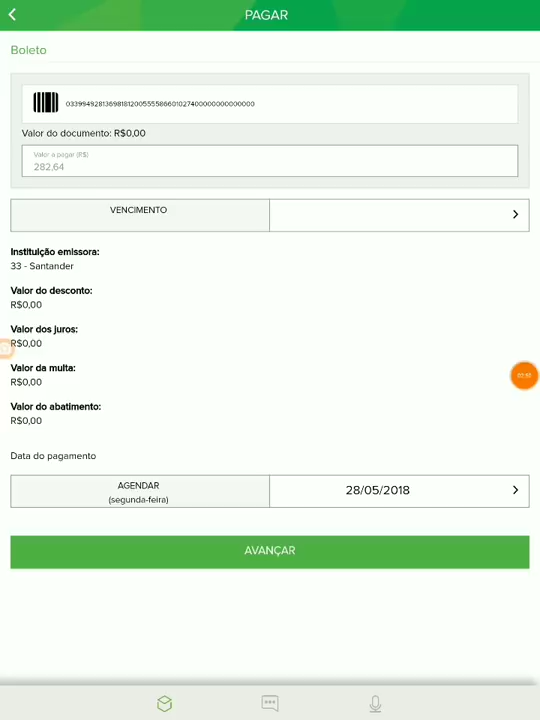 PAGAR
Boleto
03399492813698181200555586601027400000000000000
Valor do documento: R$0,00
Valor a pagar (R$)
282,64
VENCIMENTO
Instituição emissora:
33 - Santander
Valor do desconto:
R$0,00
Valor dos juros:
R$0,00
Valor da multa:
R$0,00
Valor do abatimento:
R$0,00
Data do pagamento
AGENDAR
(segunda-feira)
28/05/2018
AVANÇAR